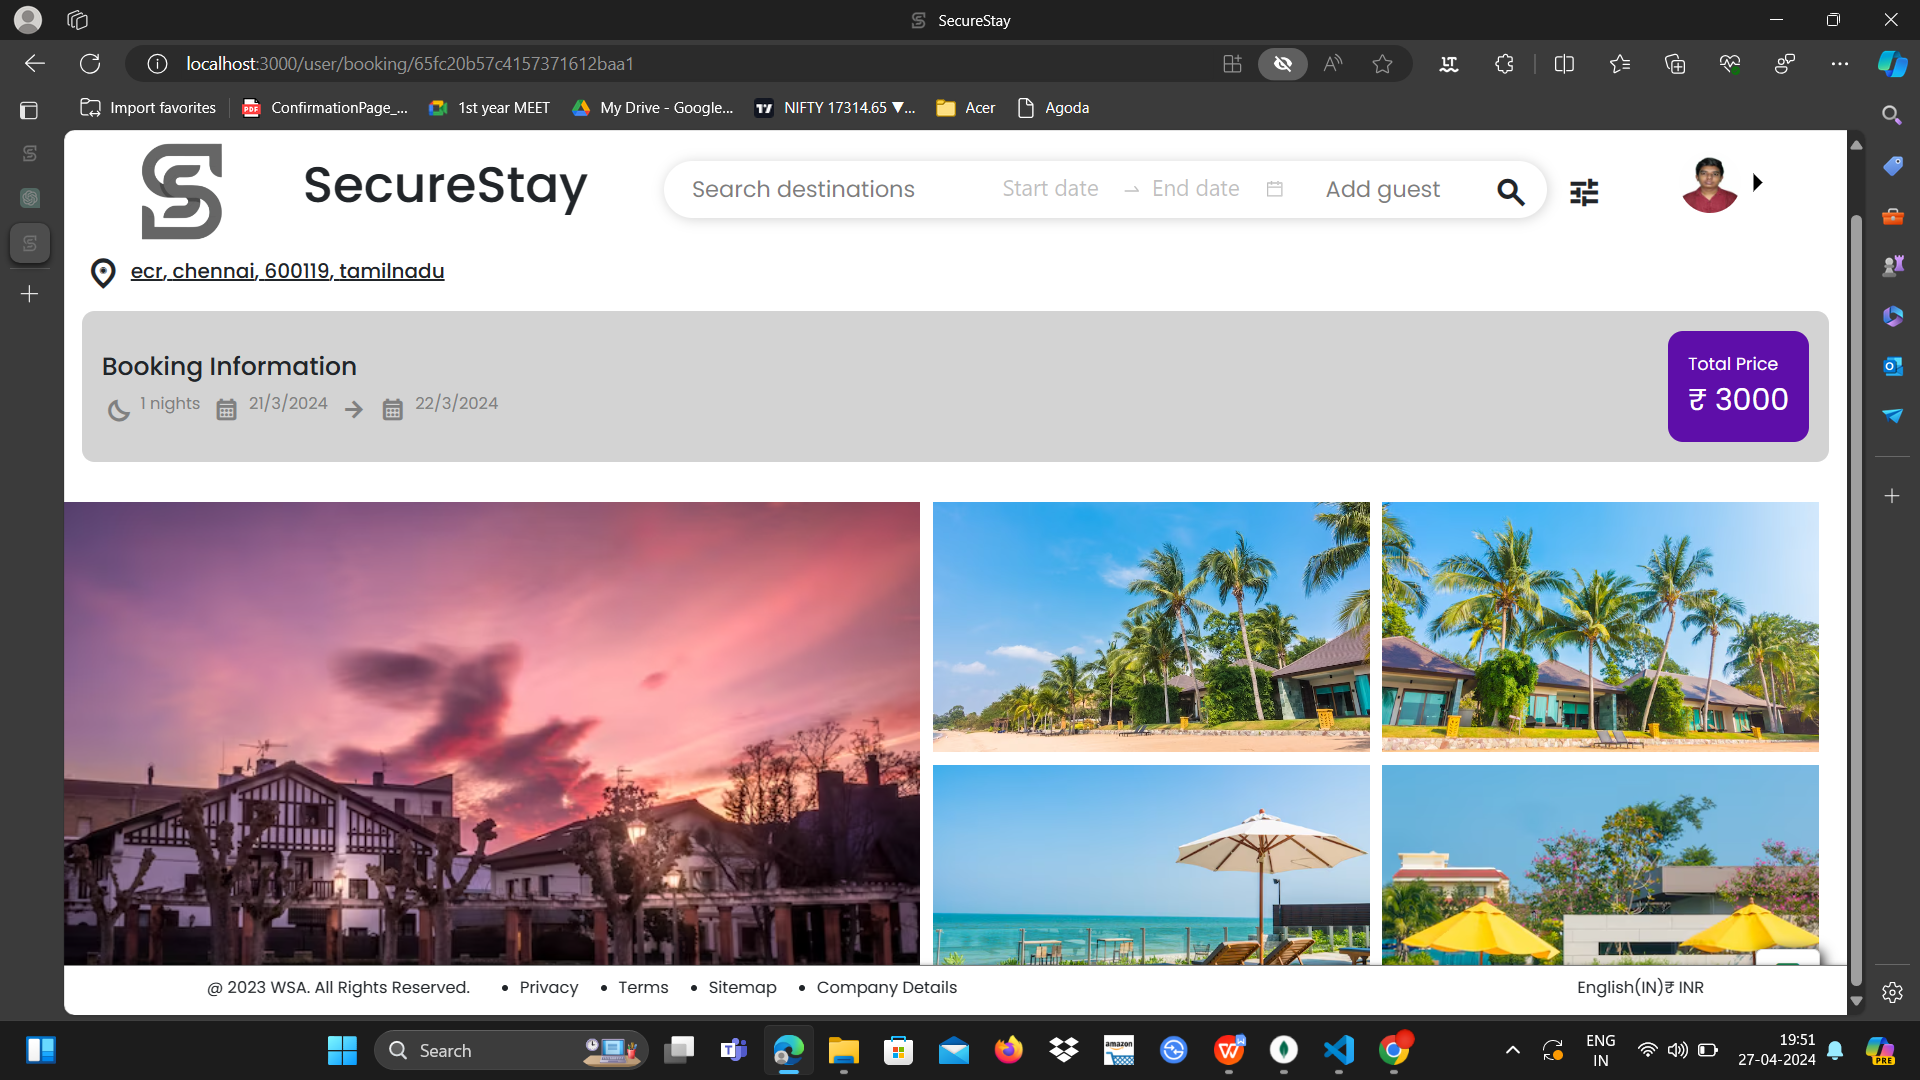 SecureStay
localhost:3000/user/booking/65fc20b57c4157371612baa1
Import favorites
ConfirmationPage_...
1st year MEET
My Drive - Google...
NIFTY 17314.65 ▼...
Acer
Agoda
SecureStay
Search destinations
Start date → End date
Add guest
ecr, chennai, 600119, tamilnadu
Booking Information
1 nights
21/3/2024
22/3/2024
Total Price
₹ 3000
@ 2023 WSA. All Rights Reserved.
• Privacy
• Terms
• Sitemap
• Company Details
English(IN)₹ INR
Search
amazon
ENG
IN
19:51
27-04-2024
PRE